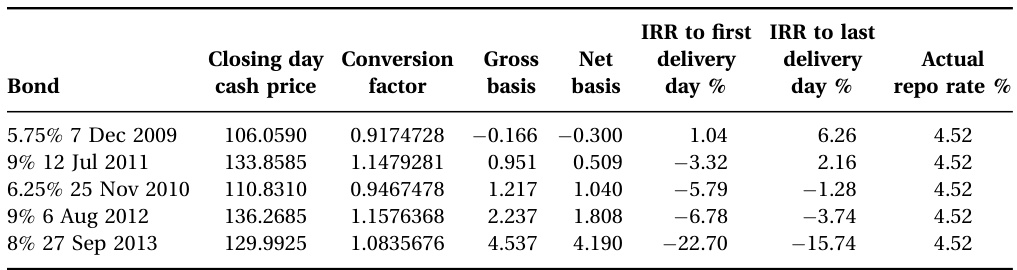 IRR to first IRR to last
Closing day Conversion Gross Net delivery delivery Actual
Bond cash price factor basis basis day % day % repo rate %
5.75% 7 Dec 2009 106.0590 0.9174728 −0.166 −0.300 1.04 6.26 4.52
9% 12 Jul 2011 133.8585 1.1479281 0.951 0.509 −3.32 2.16 4.52
6.25% 25 Nov 2010 110.8310 0.9467478 1.217 1.040 −5.79 −1.28 4.52
9% 6 Aug 2012 136.2685 1.1576368 2.237 1.808 −6.78 −3.74 4.52
8% 27 Sep 2013 129.9925 1.0835676 4.537 4.190 −22.70 −15.74 4.52